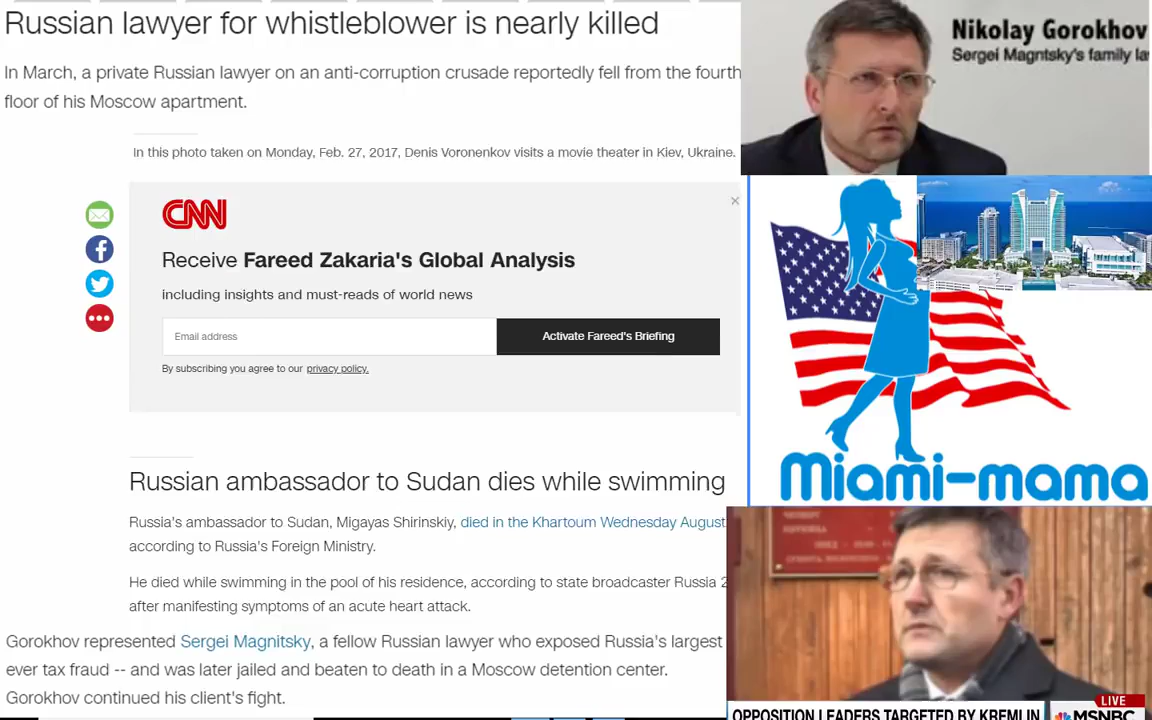 Russian lawyer for whistleblower is nearly killed
In March, a private Russian lawyer on an anti-corruption crusade reportedly fell from the fourth
floor of his Moscow apartment.
In this photo taken on Monday, Feb. 27, 2017, Denis Voronenkov visits a movie theater in Kiev, Ukraine.
CNN
×
Receive Fareed Zakaria's Global Analysis
including insights and must-reads of world news
Email address
Activate Fareed's Briefing
By subscribing you agree to our privacy policy.
Russian ambassador to Sudan dies while swimming
Russia's ambassador to Sudan, Migayas Shirinskiy, died in the Khartoum Wednesday August
according to Russia's Foreign Ministry.
He died while swimming in the pool of his residence, according to state broadcaster Russia 2
after manifesting symptoms of an acute heart attack.
Gorokhov represented Sergei Magnitsky, a fellow Russian lawyer who exposed Russia's largest
ever tax fraud -- and was later jailed and beaten to death in a Moscow detention center.
Gorokhov continued his client's fight.
Nikolay Gorokhov
Sergei Magntsky's family la
Miami-mama
LIVE
OPPOSITION LEADERS TARGETED BY KREMLIN
MSNBC